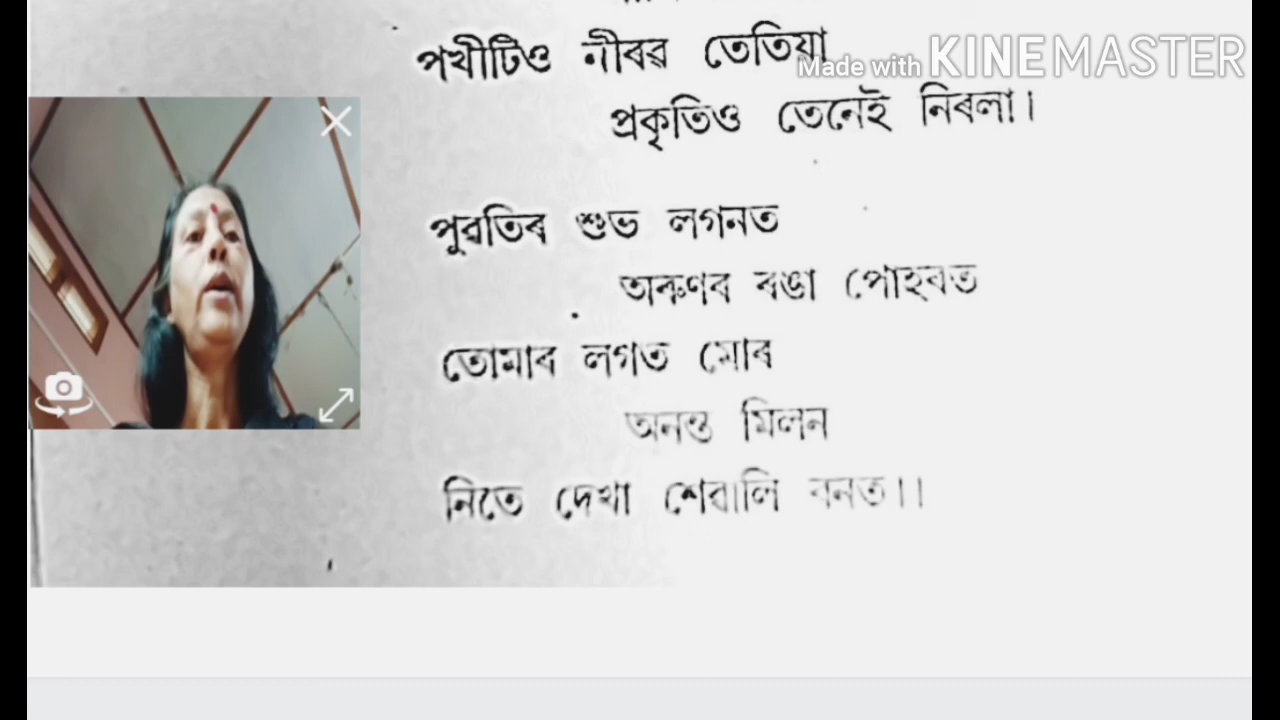 Made with KINEMASTER
পখীটিও নীৰৱ তেতিয়া
প্ৰকৃতিও তেনেই নিৰলা।
পুৱতিৰ শুভ লগনত
অৰুণৰ ৰঙা পোহৰত
তোমাৰ লগত মোৰ
অনন্ত মিলন
নিতে দেখা শেৱালি বনত।।